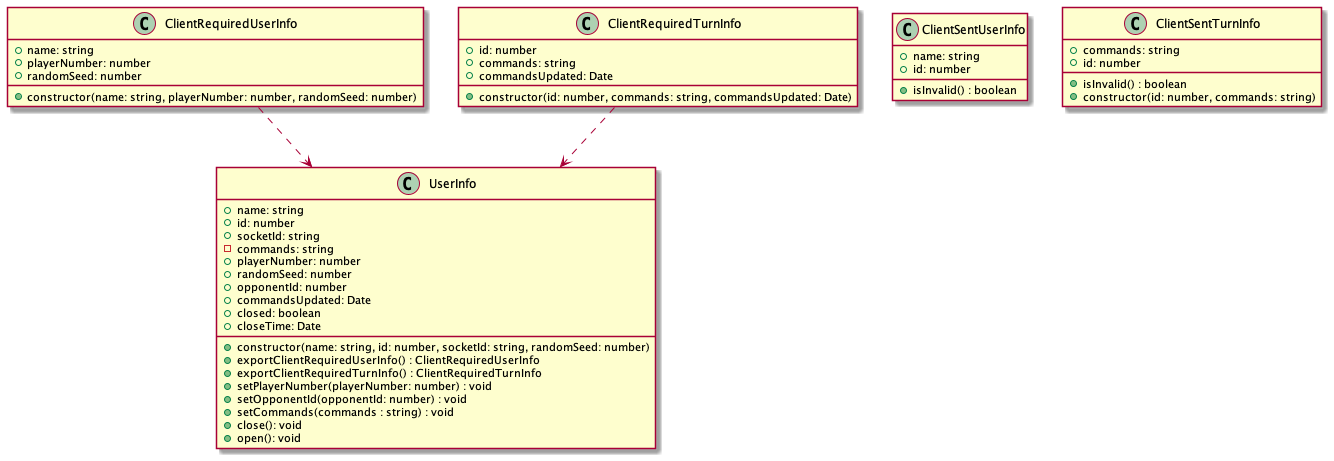 C ClientRequiredUserInfo
name: string
playerNumber: number
randomSeed: number
constructor(name: string, playerNumber: number, randomSeed: number)
C ClientRequiredTurnInfo
id: number
commands: string
commandsUpdated: Date
constructor(id: number, commands: string, commandsUpdated: Date)
C ClientSentUserInfo
name: string
id: number
isInvalid() : boolean
C ClientSentTurnInfo
commands: string
id: number
isInvalid() : boolean
constructor(id: number, commands: string)
C UserInfo
name: string
id: number
socketId: string
commands: string
playerNumber: number
randomSeed: number
opponentId: number
commandsUpdated: Date
closed: boolean
closeTime: Date
constructor(name: string, id: number, socketId: string, randomSeed: number)
exportClientRequiredUserInfo() : ClientRequiredUserInfo
exportClientRequiredTurnInfo() : ClientRequiredTurnInfo
setPlayerNumber(playerNumber: number) : void
setOpponentId(opponentId: number) : void
setCommands(commands : string) : void
close(): void
open(): void